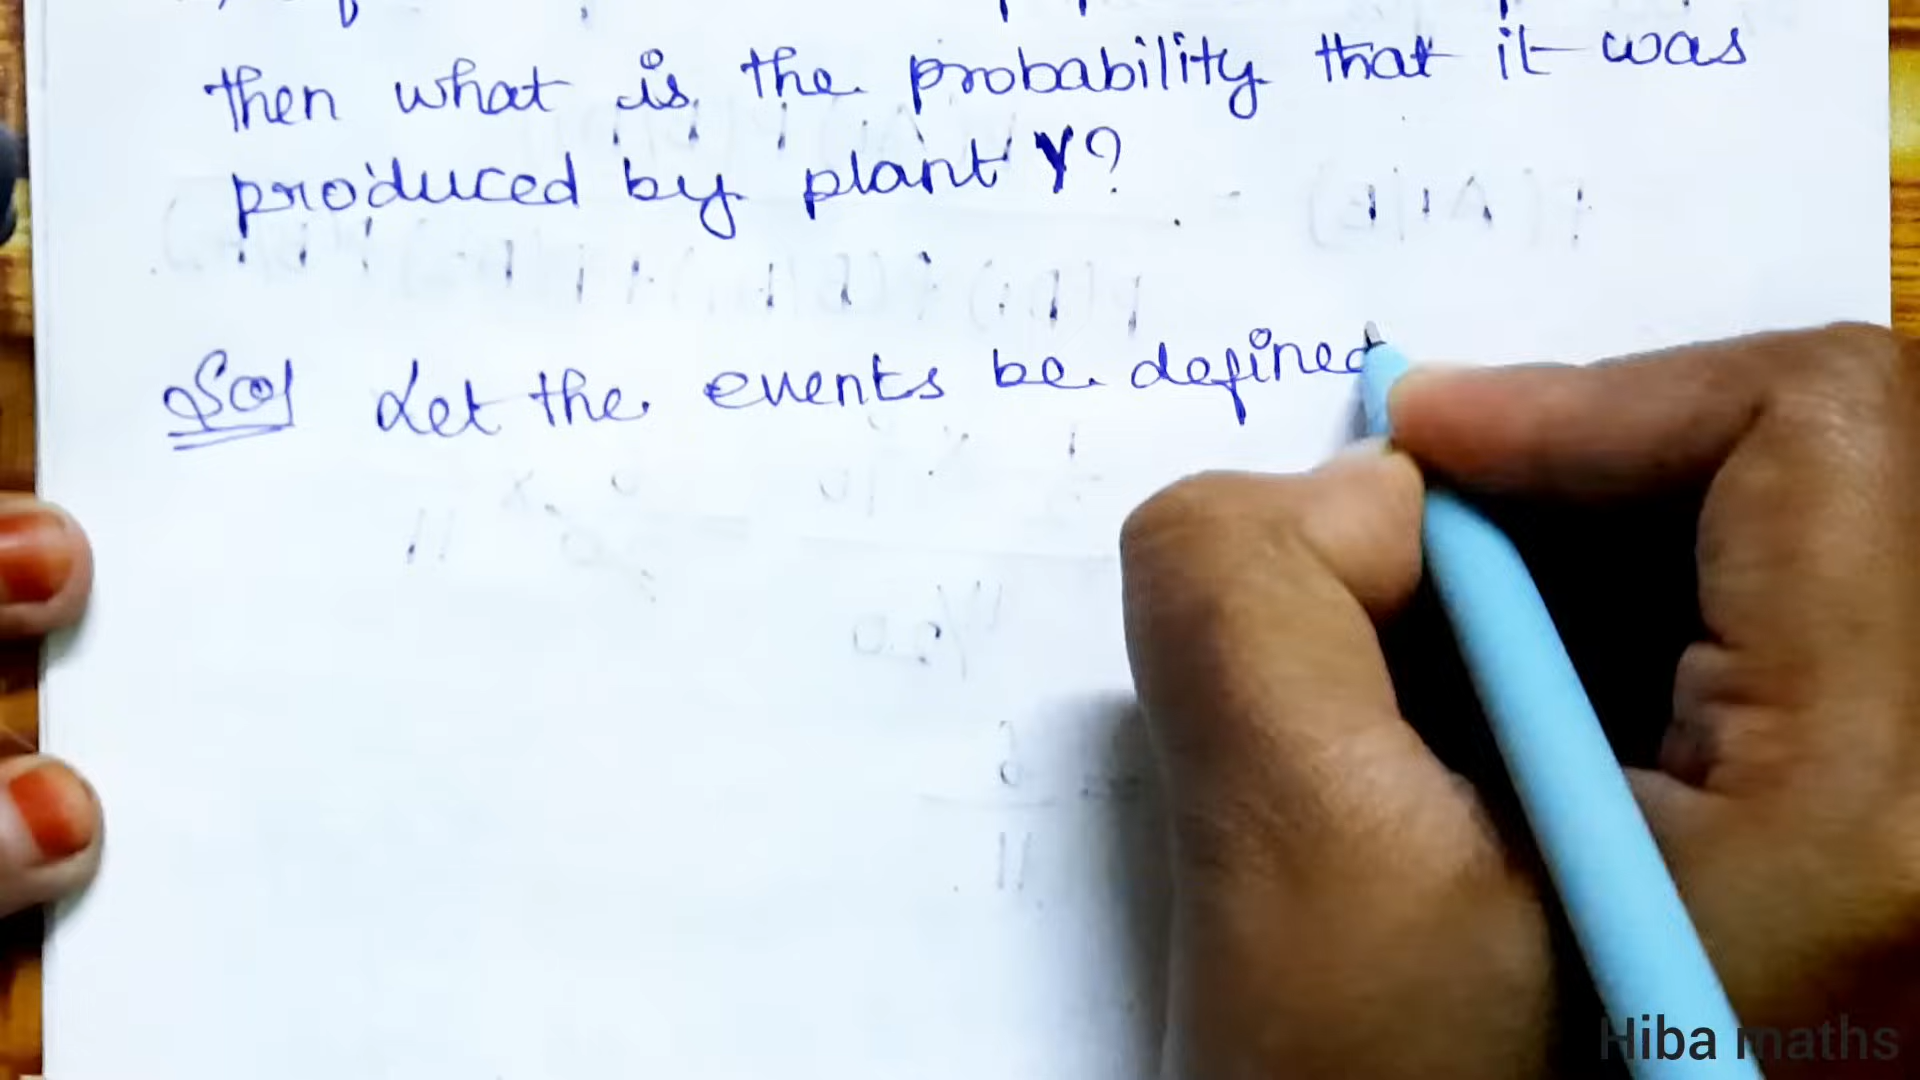 then what is the probability that it was
produced by plant Y?
Sol Let the events be defined
Hiba maths